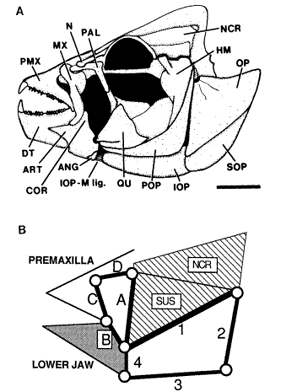 A
N
PAL
NCR
MX
HM
PMX
OP
DT
ART
COR
ANG
IOP-M lig.
QU
POP
IOP
SOP
B
PREMAXILLA
NCR
D
C
A
SUS
B
1
2
LOWER JAW
4
3